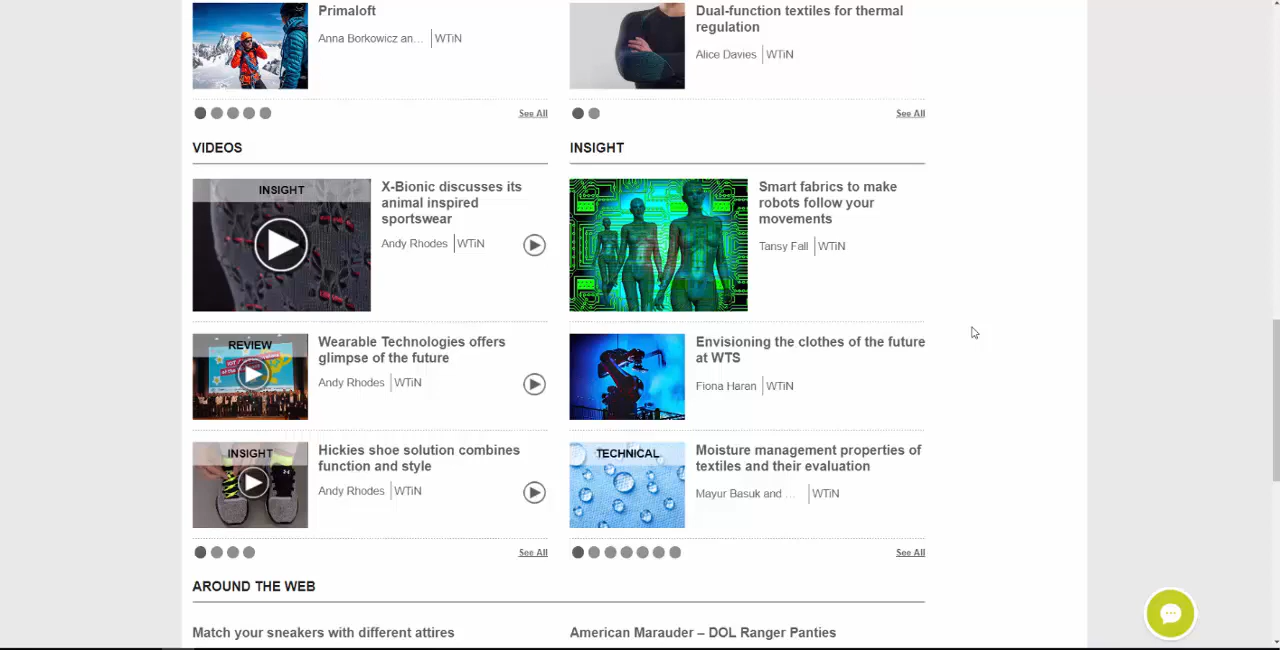 Primaloft
Anna Borkowicz an... WTiN
Dual-function textiles for thermal
regulation
Alice Davies WTiN
See All
See All
VIDEOS
INSIGHT
X-Bionic discusses its
animal inspired
sportswear
Andy Rhodes WTiN
REVIEW
Wearable Technologies offers
glimpse of the future
Andy Rhodes WTiN
INSIGHT
Hickies shoe solution combines
function and style
Andy Rhodes WTiN
See All
INSIGHT
Smart fabrics to make
robots follow your
movements
Tansy Fall WTiN
Envisioning the clothes of the future
at WTS
Fiona Haran WTiN
TECHNICAL
Moisture management properties of
textiles and their evaluation
Mayur Basuk and ... WTiN
See All
AROUND THE WEB
Match your sneakers with different attires
American Marauder – DOL Ranger Panties